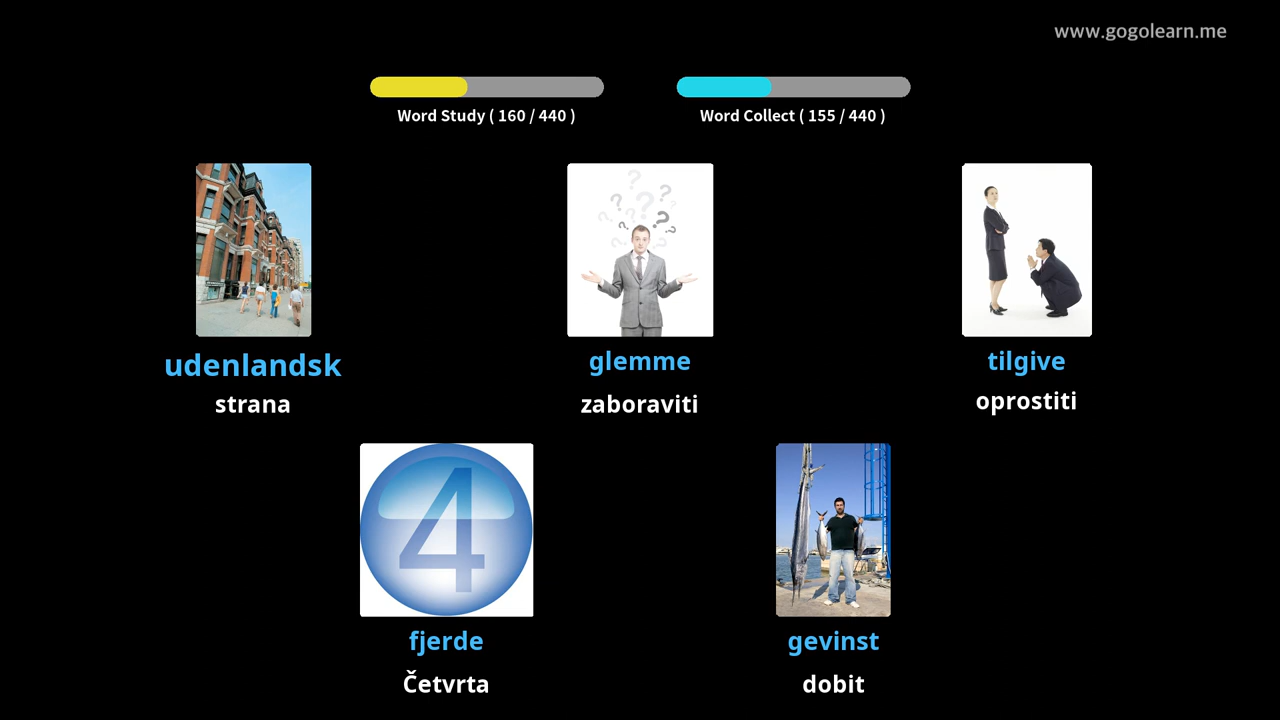 www.gogolearn.me
Word Study ( 160 / 440 )
Word Collect ( 155 / 440 )
udenlandsk
strana
glemme
zaboraviti
tilgive
oprostiti
4
fjerde
Četvrta
gevinst
dobit